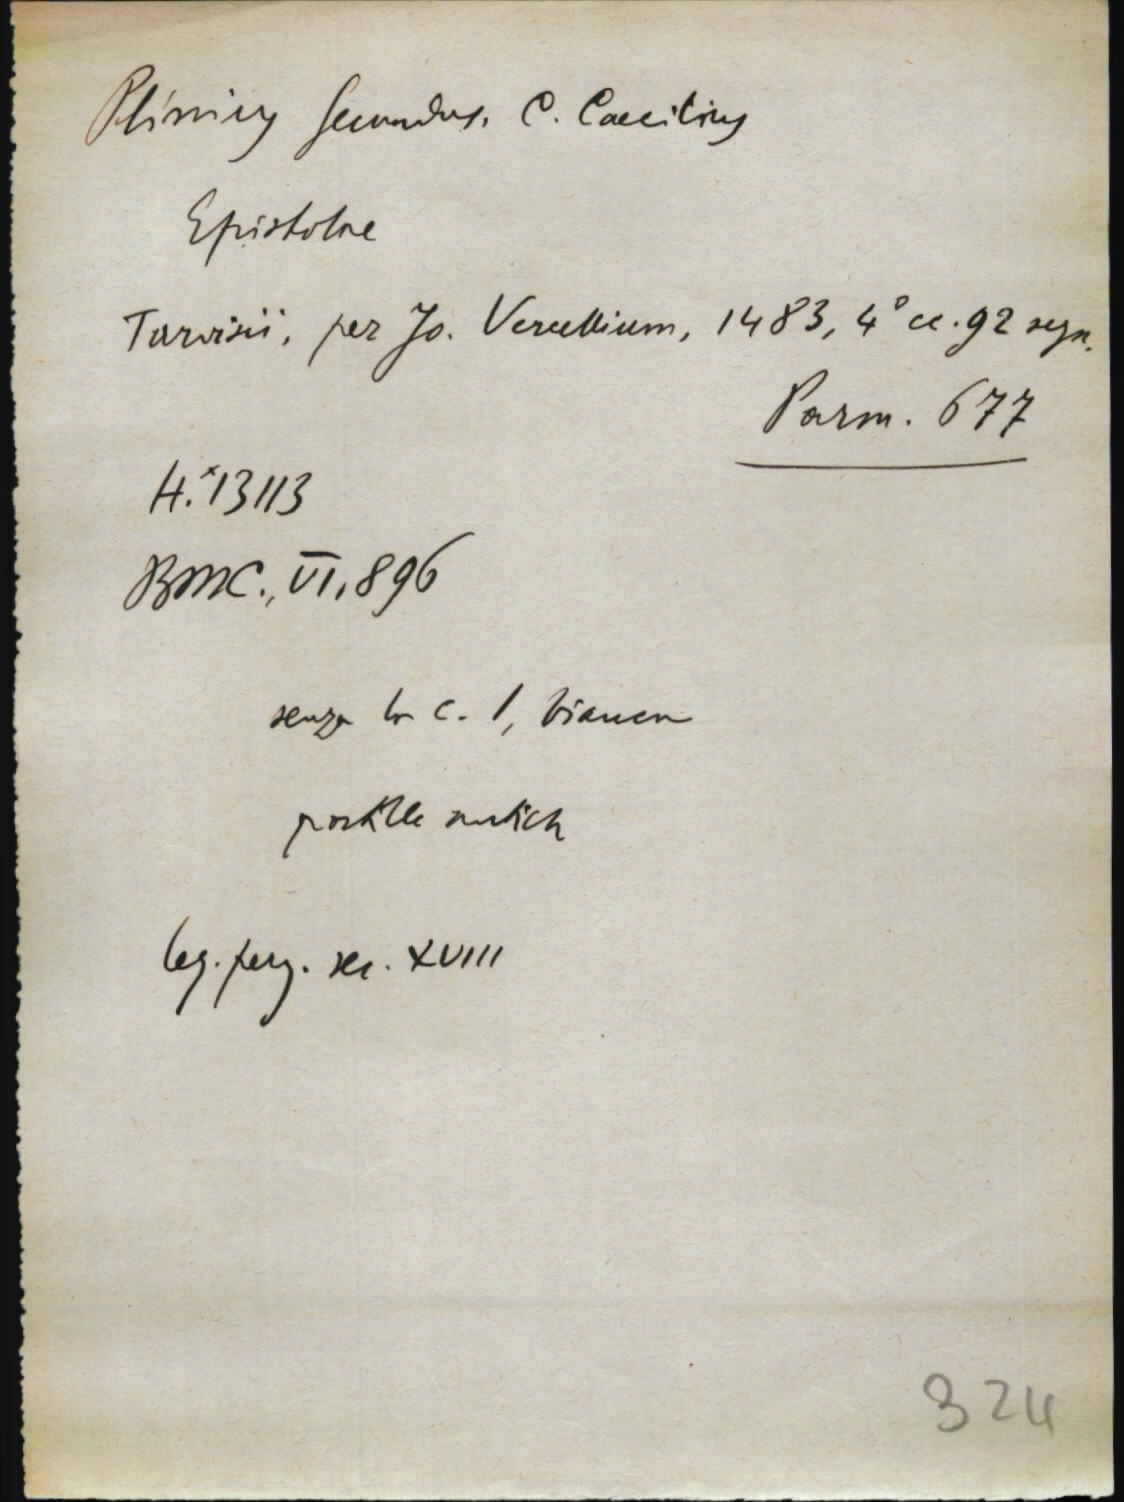 Plinius Secundus, C. Caecilius
Epistolae
Tarvisii, per Jo. Vercellium, 1483, 4° cc. 92 segn.
Parm. 677
H.*13113
BMC., VI, 896
senza la c. 1, bianca
postille antich
leg. perg. sec. XVIII
324